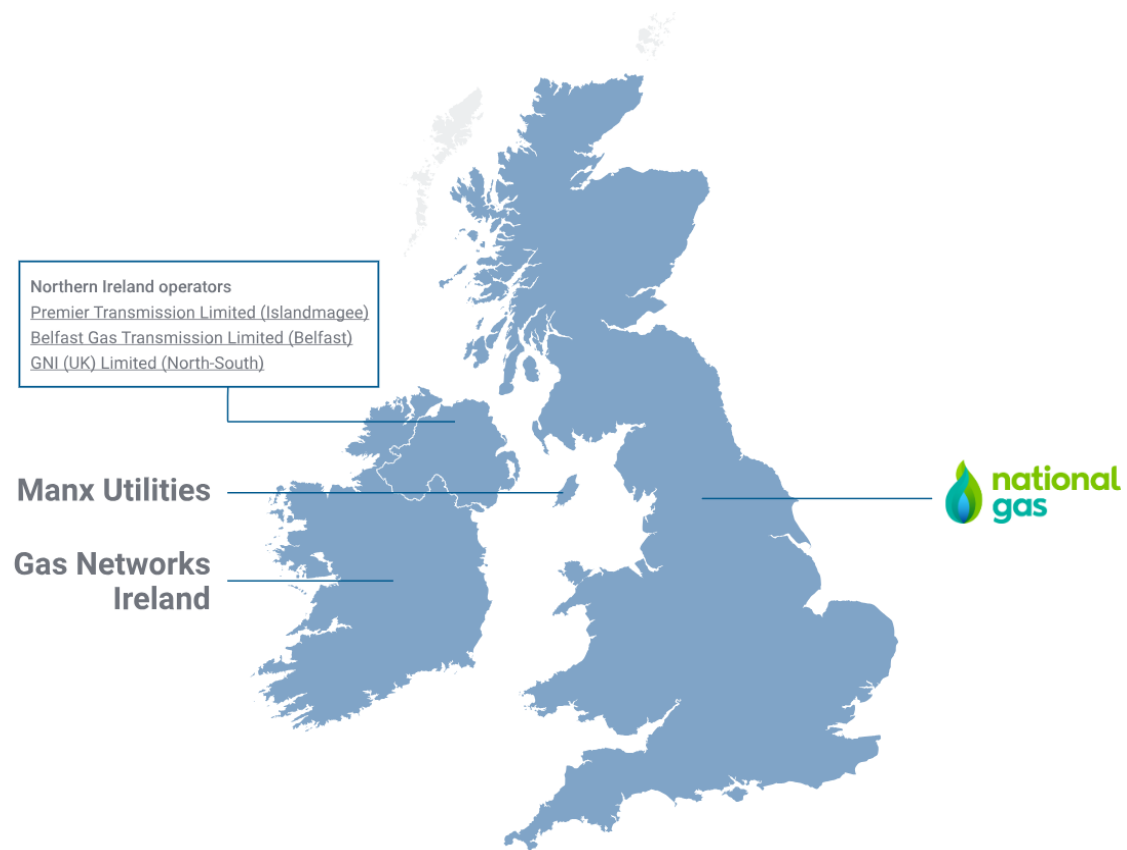 Northern Ireland operators
Premier Transmission Limited (Islandmagee)
Belfast Gas Transmission Limited (Belfast)
GNI (UK) Limited (North-South)
Manx Utilities
national
gas
Gas Networks
Ireland